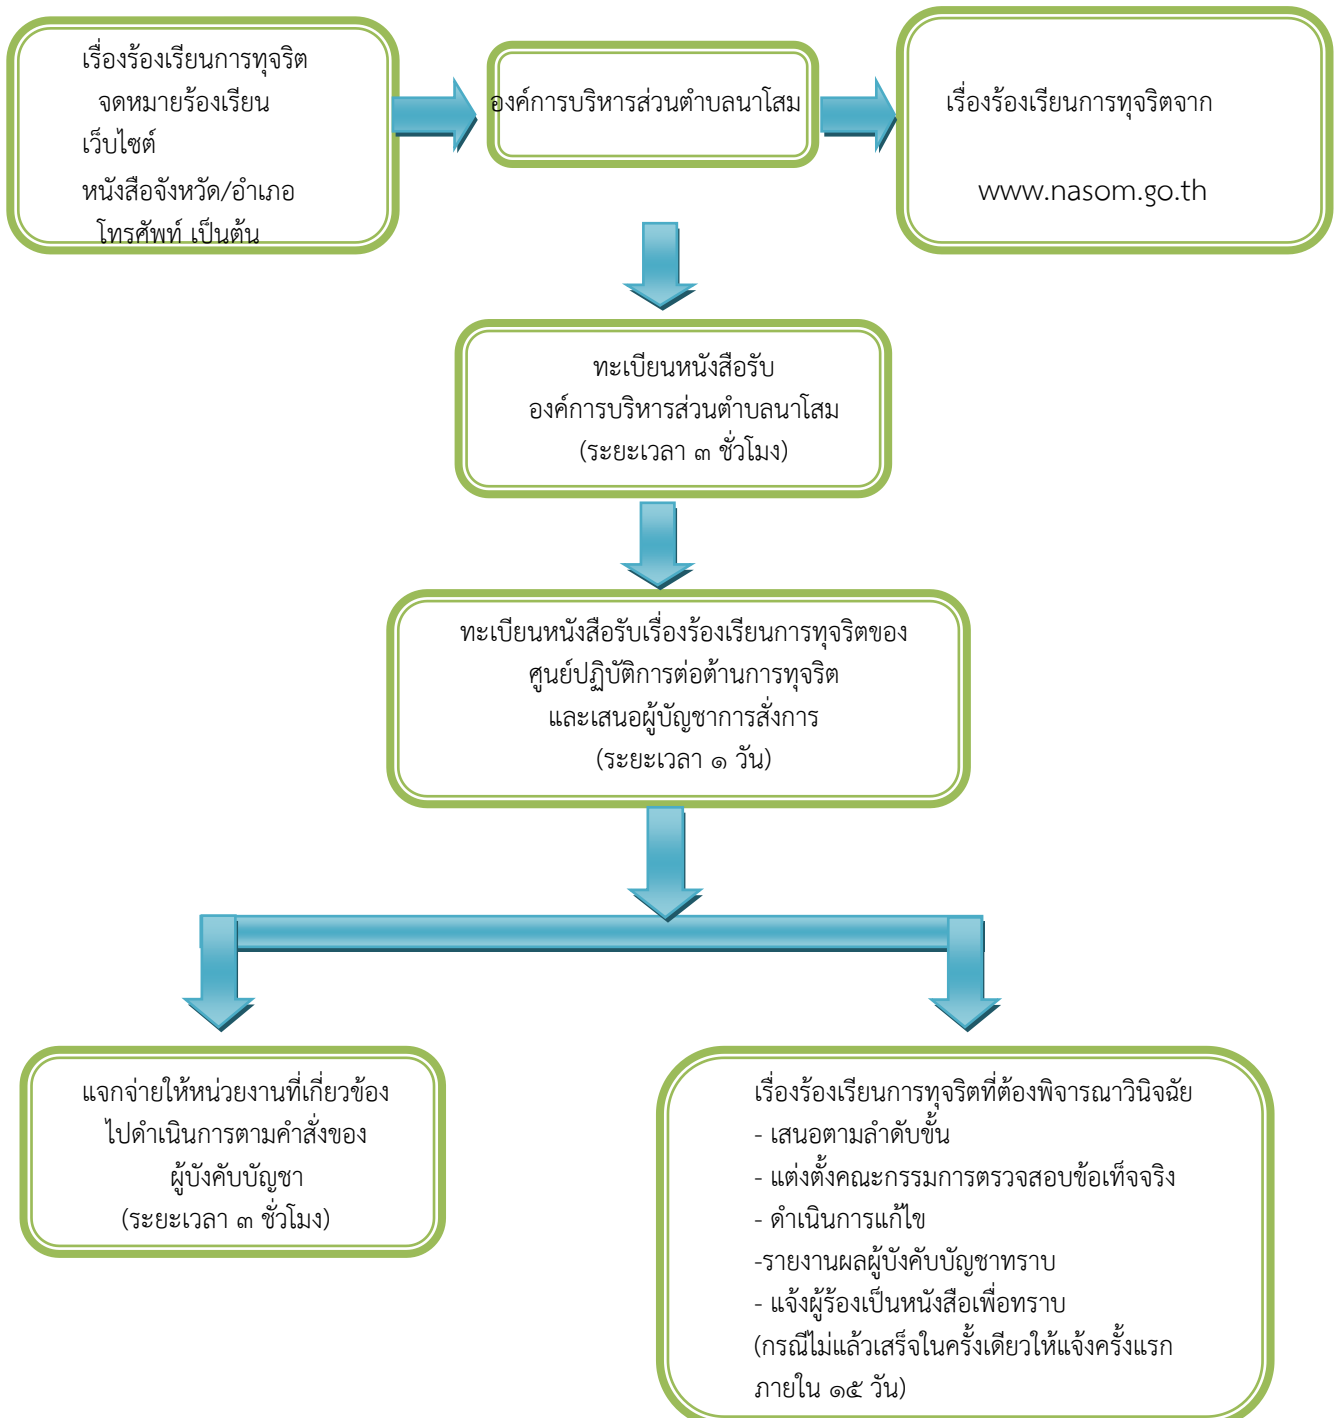 เรื่องร้องเรียนการทุจริต
จดหมายร้องเรียน
เว็บไซต์
หนังสือจังหวัด/อำเภอ
โทรศัพท์ เป็นต้น
องค์การบริหารส่วนตำบลนาโสม
เรื่องร้องเรียนการทุจริตจาก
www.nasom.go.th
ทะเบียนหนังสือรับ
องค์การบริหารส่วนตำบลนาโสม
(ระยะเวลา ๓ ชั่วโมง)
ทะเบียนหนังสือรับเรื่องร้องเรียนการทุจริตของ
ศูนย์ปฏิบัติการต่อต้านการทุจริต
และเสนอผู้บัญชาการสั่งการ
(ระยะเวลา ๑ วัน)
แจกจ่ายให้หน่วยงานที่เกี่ยวข้อง
ไปดำเนินการตามคำสั่งของ
ผู้บังคับบัญชา
(ระยะเวลา ๓ ชั่วโมง)
เรื่องร้องเรียนการทุจริตที่ต้องพิจารณาวินิจฉัย
- เสนอตามลำดับขั้น
- แต่งตั้งคณะกรรมการตรวจสอบข้อเท็จจริง
- ดำเนินการแก้ไข
-รายงานผลผู้บังคับบัญชาทราบ
- แจ้งผู้ร้องเป็นหนังสือเพื่อทราบ
(กรณีไม่แล้วเสร็จในครั้งเดียวให้แจ้งครั้งแรก
ภายใน ๑๕ วัน)